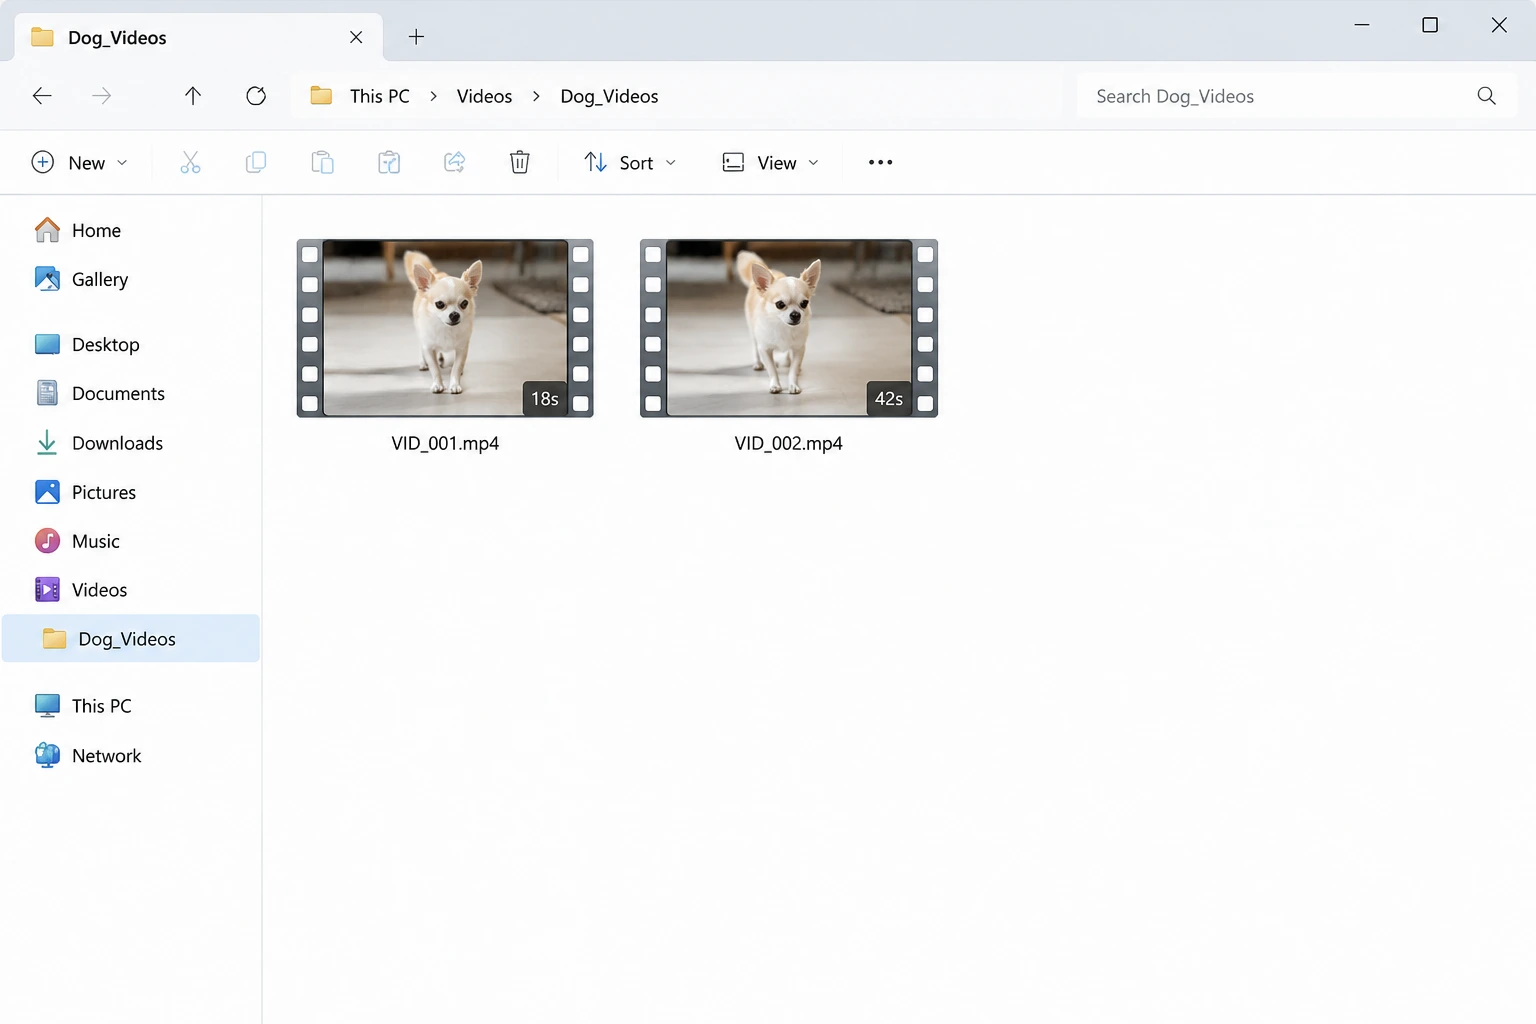 Dog_Videos
This PC > Videos > Dog_Videos
Search Dog_Videos
New
Sort
View
Home
Gallery
Desktop
Documents
Downloads
Pictures
Music
Videos
Dog_Videos
This PC
Network
18s
42s
VID_001.mp4
VID_002.mp4